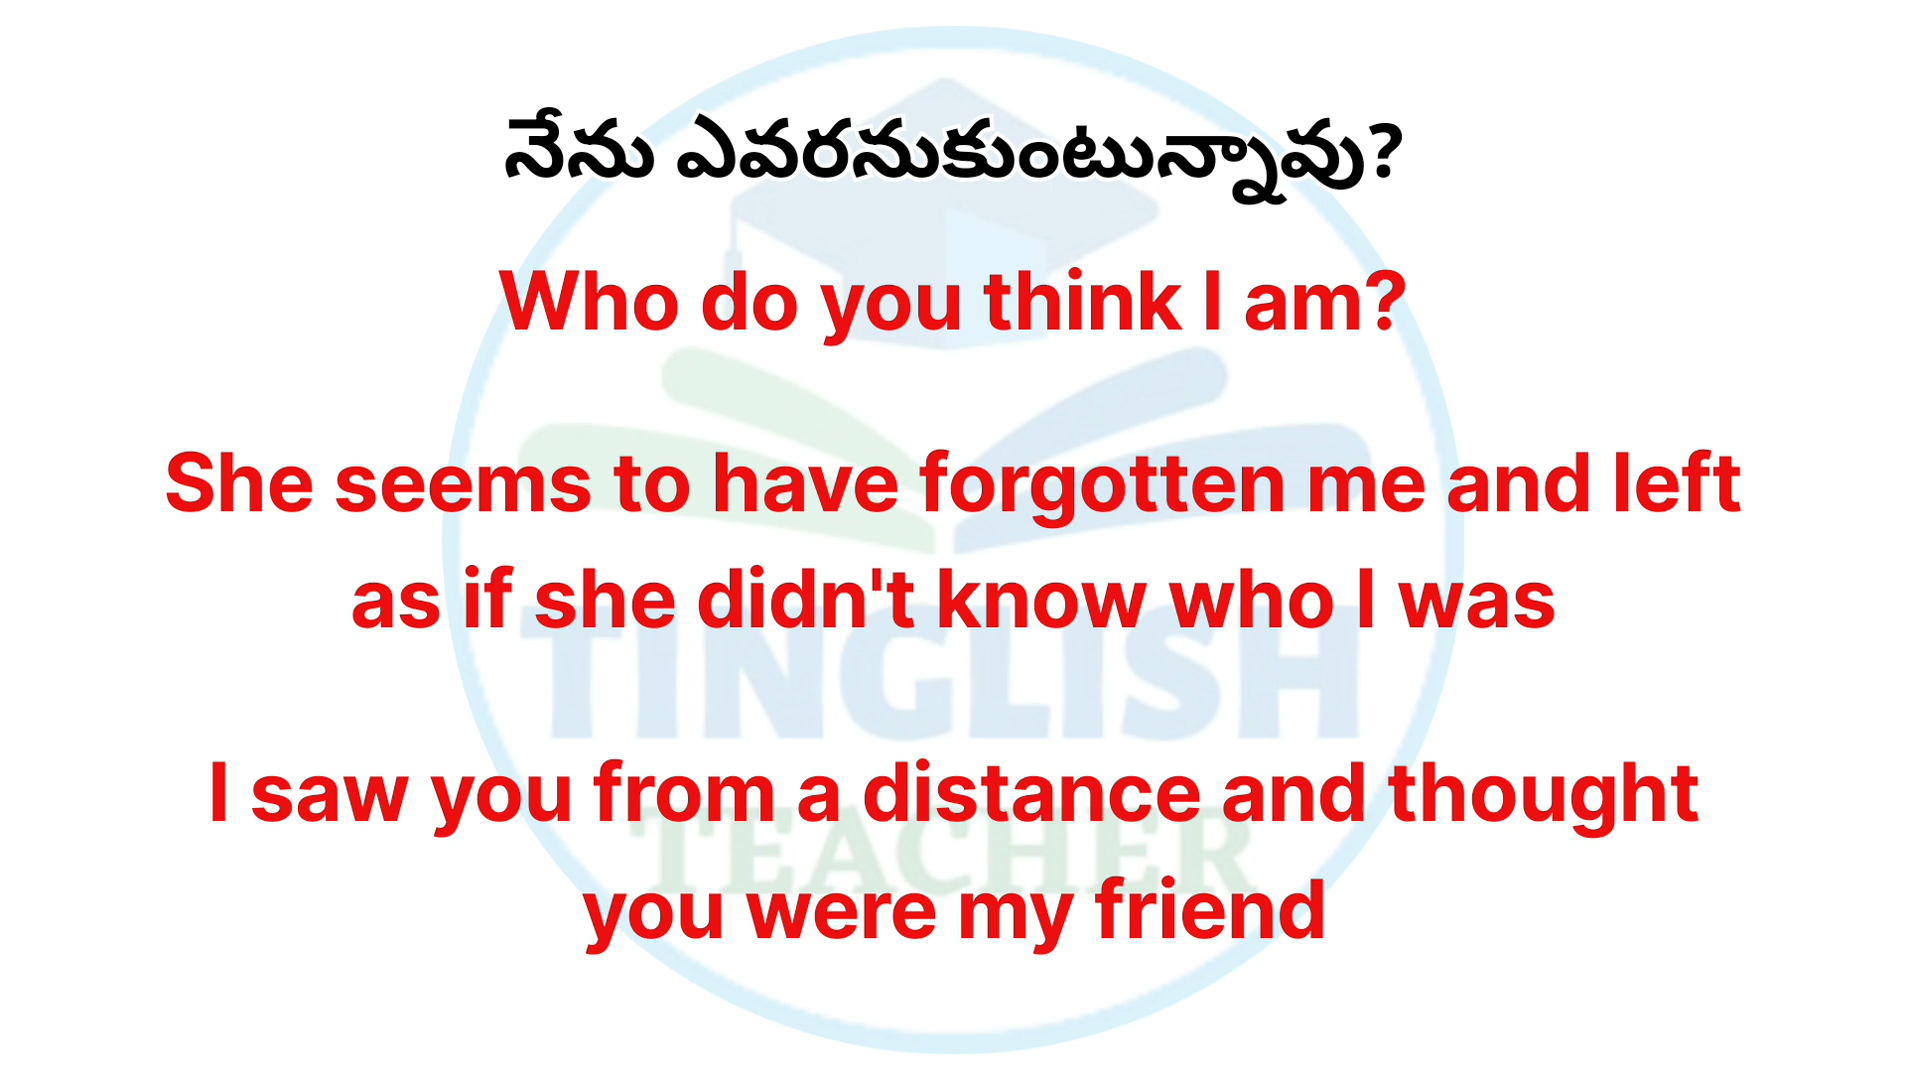 నేను ఎవరనుకుంటున్నావు?
Who do you think I am?
She seems to have forgotten me and left
as if she didn't know who I was
TINGLISH
I saw you from a distance and thought
TEACHER
you were my friend